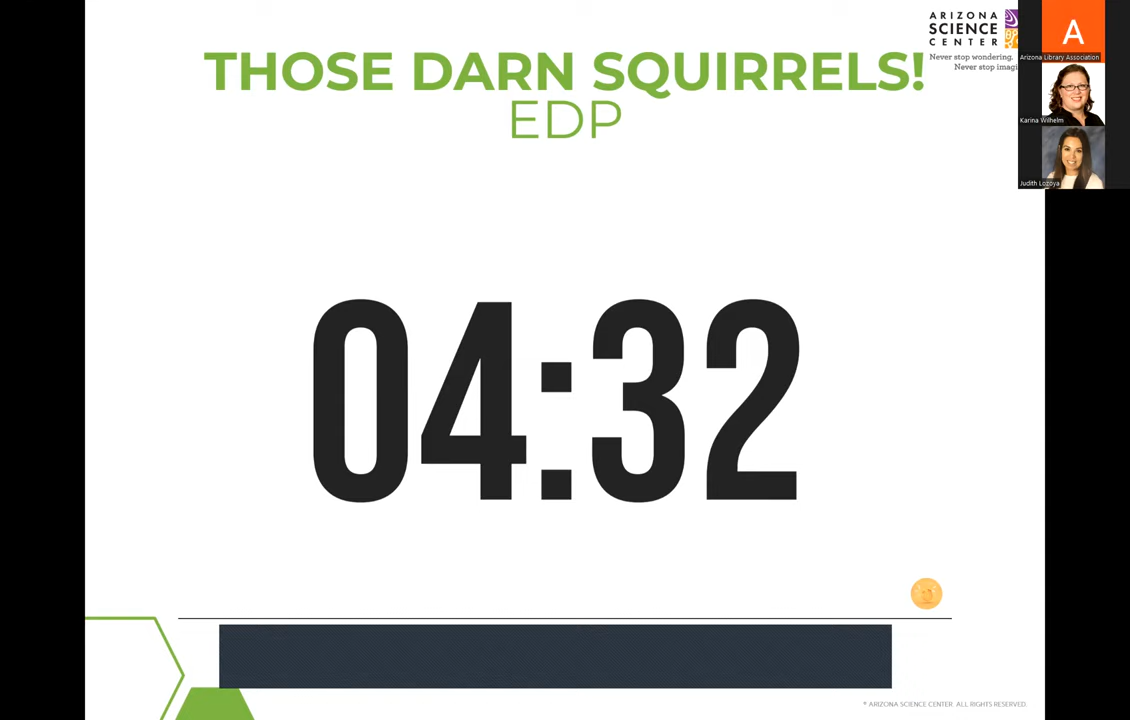 ARIZONA
SCIENCE
CENTER
Never stop wondering.
Never stop imagi
THOSE DARN SQUIRRELS!
EDP
A
Arizona Library Association
Karina Wilhelm
Judith Lozoya
04:32
© ARIZONA SCIENCE CENTER. ALL RIGHTS RESERVED.